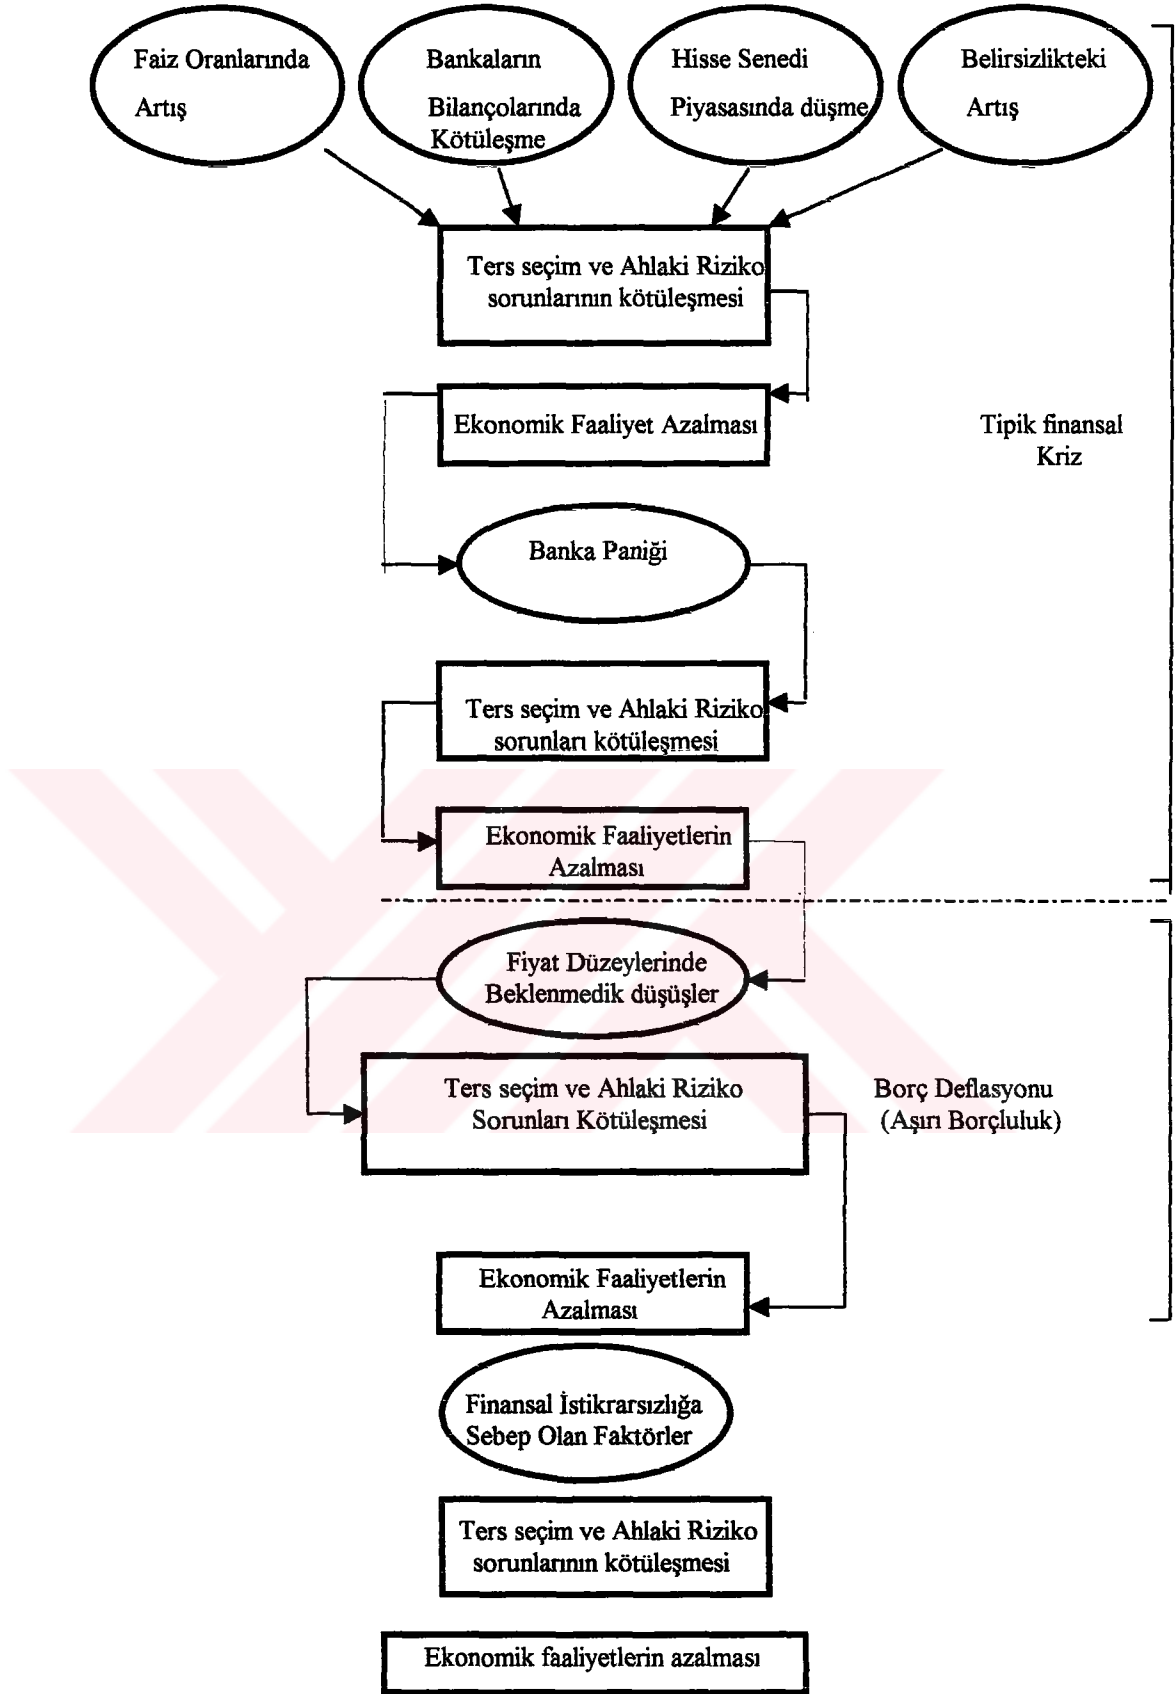 Faiz Oranlarında
Artış
Bankaların
Bilançolarında
Kötüleşme
Hisse Senedi
Piyasasında düşme
Belirsizlikteki
Artış
Ters seçim ve Ahlaki Riziko
sorunlarının kötüleşmesi
Ekonomik Faaliyet Azalması
Tipik finansal
Kriz
Banka Paniği
Ters seçim ve Ahlaki Riziko
sorunları kötüleşmesi
Ekonomik Faaliyetlerin
Azalması
Fiyat Düzeylerinde
Beklenmedik düşüşler
Ters seçim ve Ahlaki Riziko
Sorunları Kötüleşmesi
Borç Deflasyonu
(Aşırı Borçluluk)
Ekonomik Faaliyetlerin
Azalması
Finansal İstikrarsızlığa
Sebep Olan Faktörler
Ters seçim ve Ahlaki Riziko
sorunlarının kötüleşmesi
Ekonomik faaliyetlerin azalması